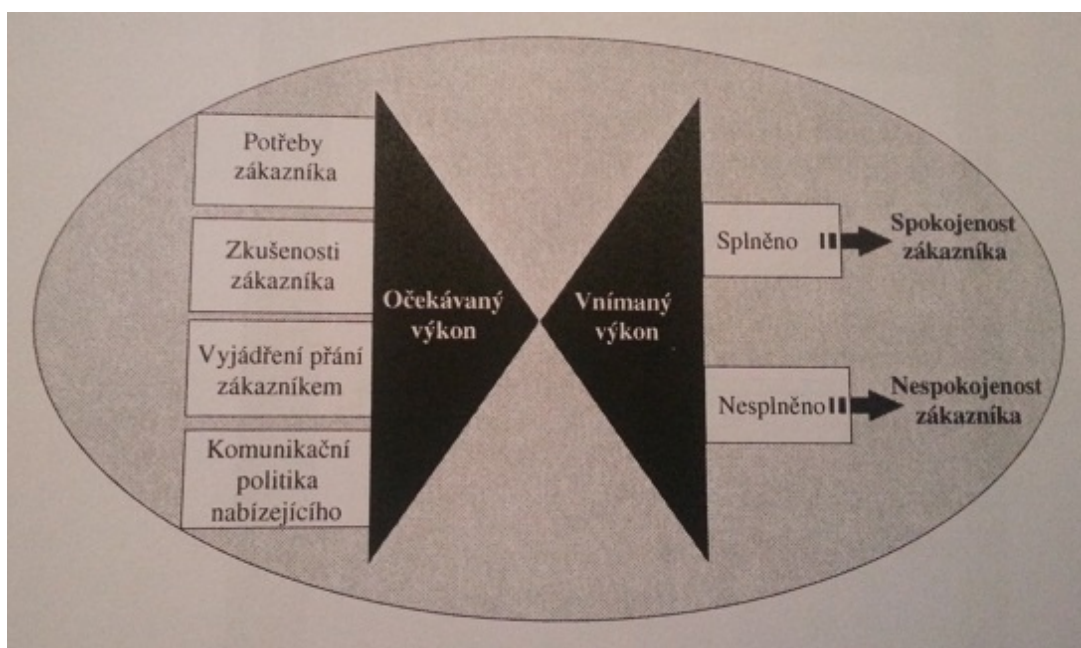 Potřeby
zákazníka
Zkušenosti
zákazníka
Vyjádření přání
zákazníkem
Komunikační
politika
nabízejícího
Očekávaný
výkon
Vnímaný
výkon
Splněno
Spokojenost
zákazníka
Nesplněno
Nespokojenost
zákazníka